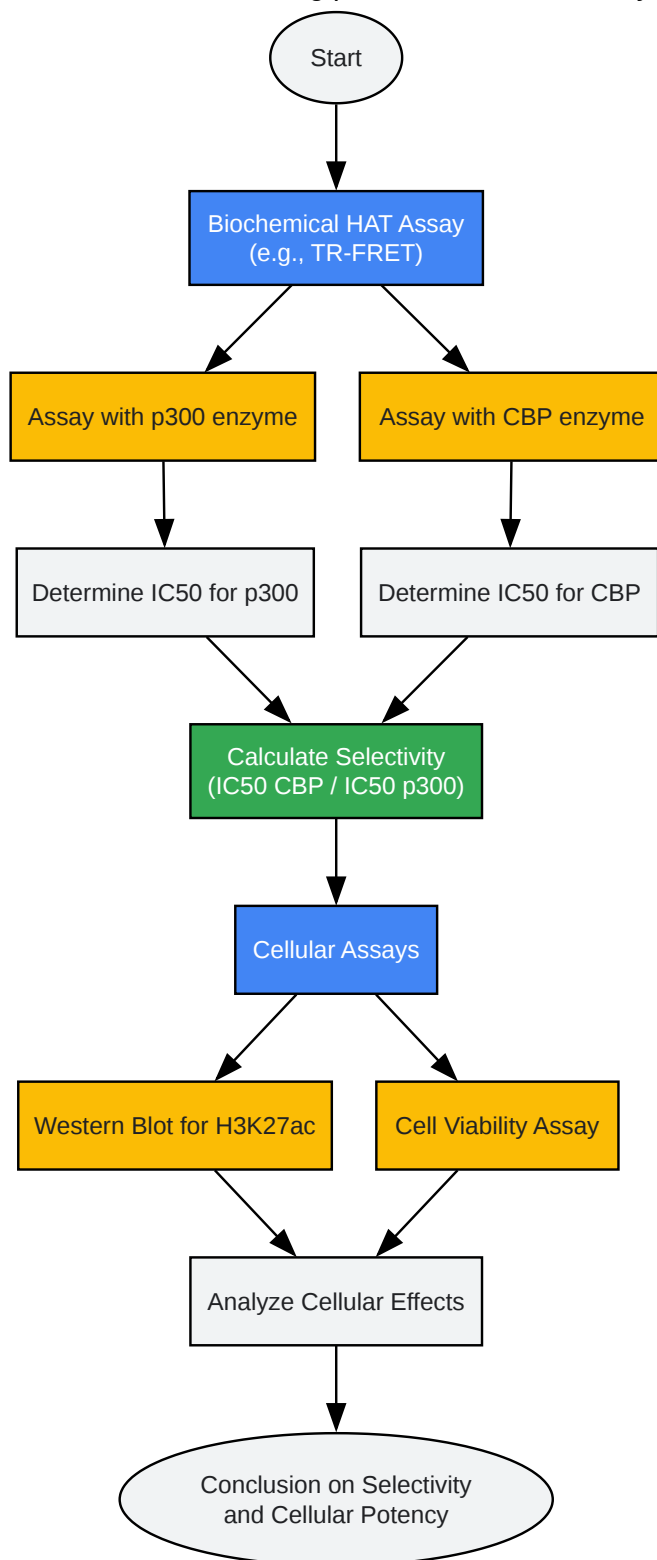 Start
Biochemical HAT Assay
(e.g., TR-FRET)
Assay with p300 enzyme
Assay with CBP enzyme
Determine IC50 for p300
Determine IC50 for CBP
Calculate Selectivity
(IC50 CBP / IC50 p300)
Cellular Assays
Western Blot for H3K27ac
Cell Viability Assay
Analyze Cellular Effects
Conclusion on Selectivity
and Cellular Potency